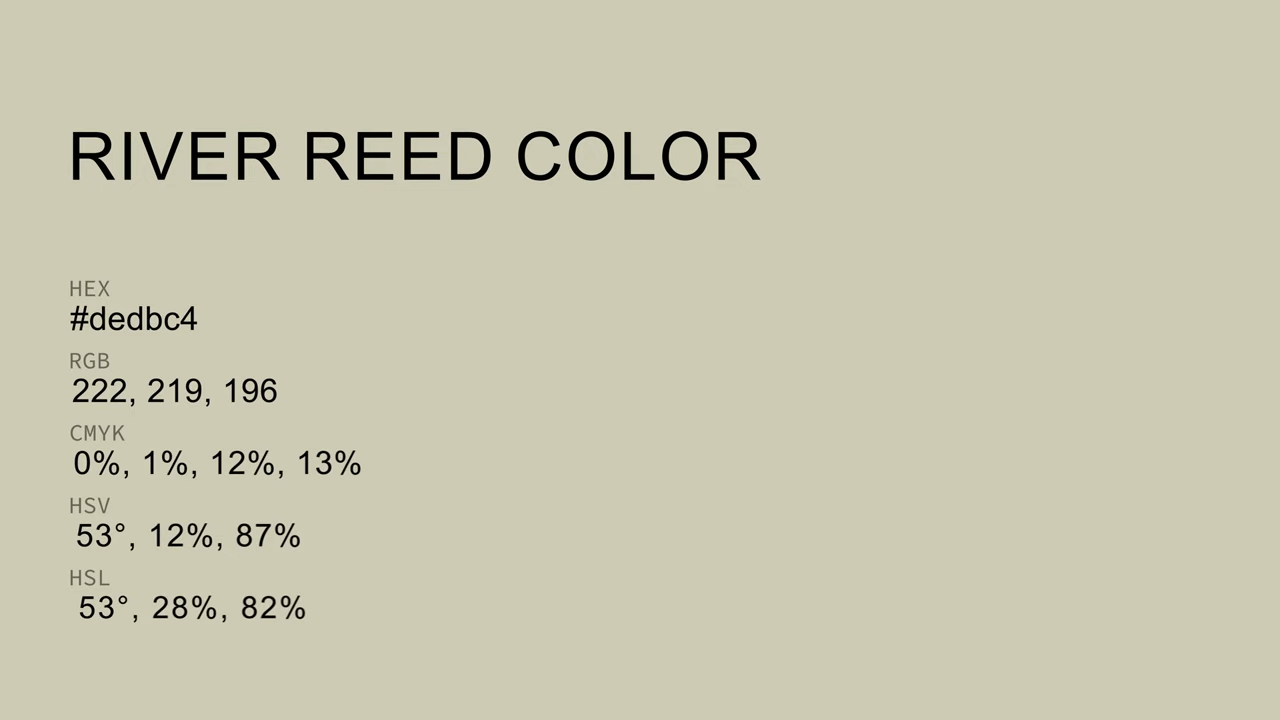 RIVER REED COLOR
HEX
#dedbc4
RGB
222, 219, 196
CMYK
0%, 1%, 12%, 13%
HSV
53°, 12%, 87%
HSL
53°, 28%, 82%